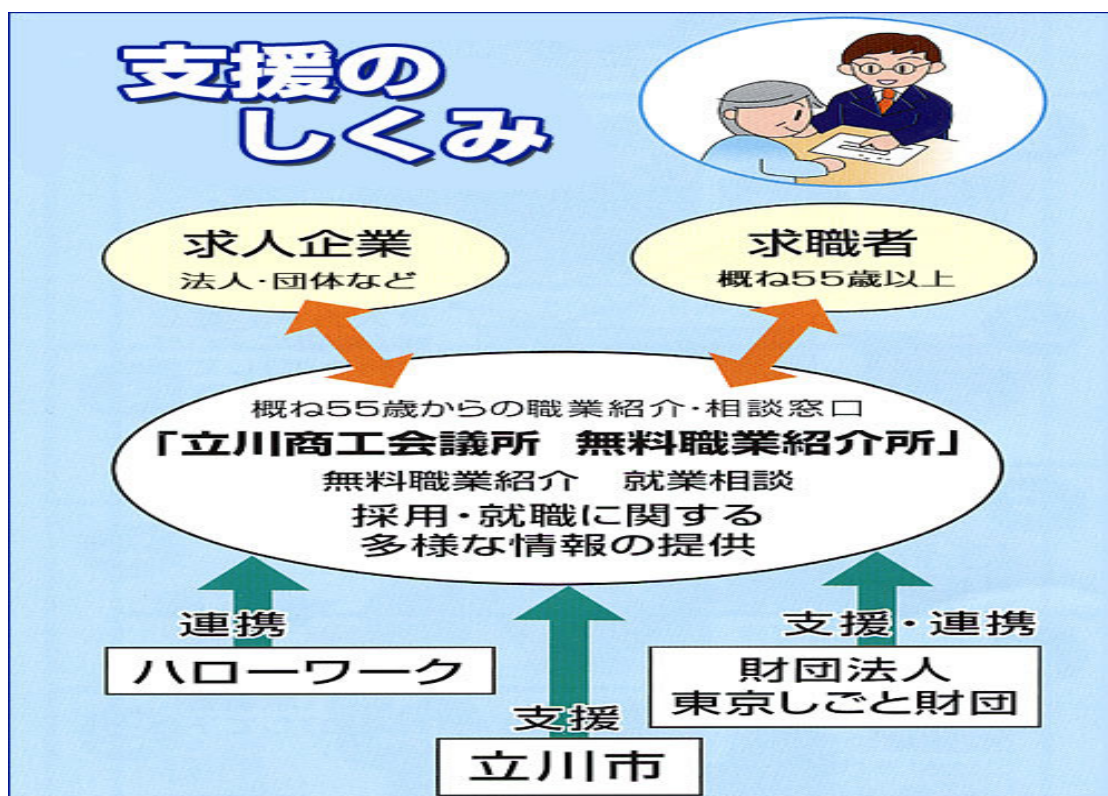 支援の
しくみ
求人企業
法人・団体など
求職者
概ね55歳以上
概ね55歳からの職業紹介・相談窓口
「立川商工会議所　無料職業紹介所」
無料職業紹介　就業相談
採用・就職に関する
多様な情報の提供
連携
ハローワーク
支援
立川市
支援・連携
財団法人
東京しごと財団